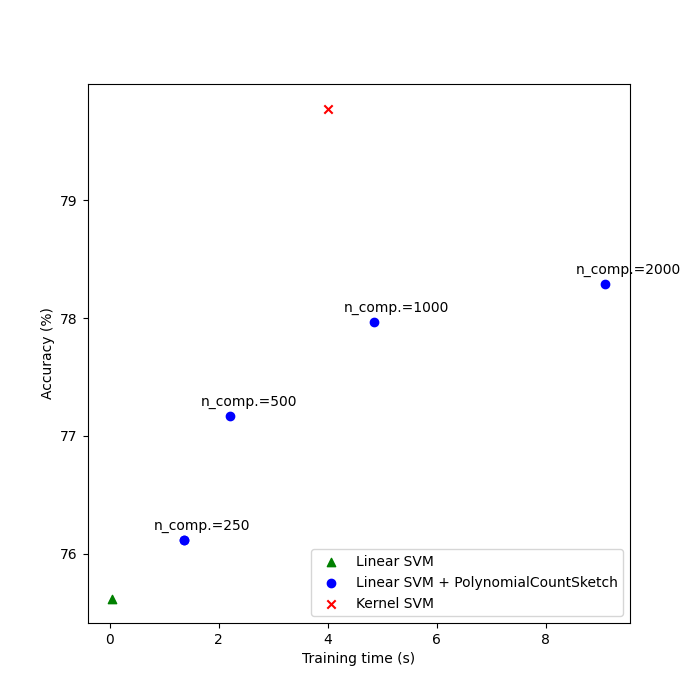 79
78
77
76
Accuracy (%)
n_comp.=2000
n_comp.=1000
n_comp.=500
n_comp.=250
Linear SVM
Linear SVM + PolynomialCountSketch
Kernel SVM
0 2 4 6 8
Training time (s)